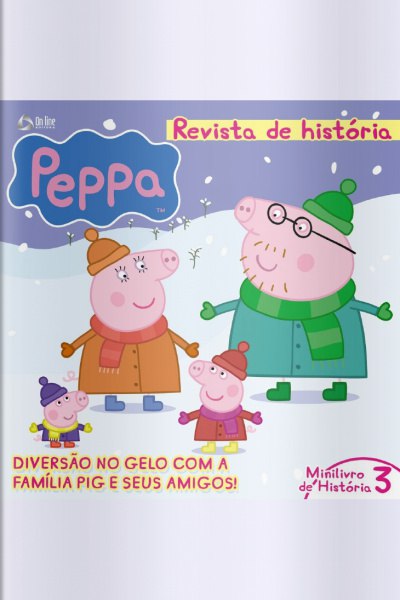 On line
EDITORA
Revista de história
Peppa
TM
DIVERSÃO NO GELO COM A
FAMÍLIA PIG E SEUS AMIGOS!
Minilivro
de História 3